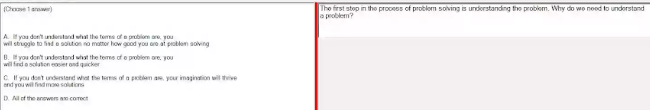 (Choose 1 answer)
A. If you don't understand what the terms of a problem are, you
will struggle to find a solution no matter how good you are at problem solving
B. If you don't understand what the terms of a problem are, you
will find a solution easier and quicker
C. If you don't understand what the terms of a problem are, your imagination will thrive
and you will find more solutions
D. All of the answers are correct
The first step in the process of problem solving is understanding the problem. Why do we need to understand
a problem?